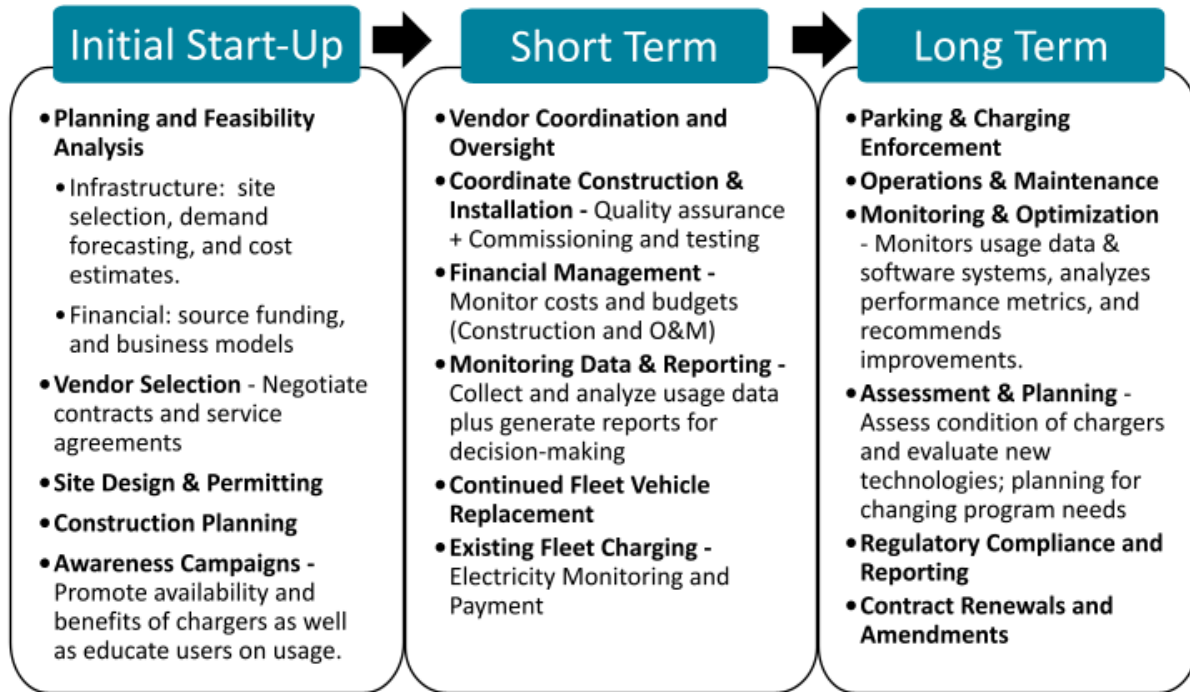 Initial Start-Up
•Planning and Feasibility
Analysis
•Infrastructure: site
selection, demand
forecasting, and cost
estimates.
•Financial: source funding,
and business models
•Vendor Selection - Negotiate
contracts and service
agreements
•Site Design & Permitting
•Construction Planning
•Awareness Campaigns -
Promote availability and
benefits of chargers as well
as educate users on usage.
Short Term
•Vendor Coordination and
Oversight
•Coordinate Construction &
Installation - Quality assurance
+ Commissioning and testing
•Financial Management -
Monitor costs and budgets
(Construction and O&M)
•Monitoring Data & Reporting -
Collect and analyze usage data
plus generate reports for
decision-making
•Continued Fleet Vehicle
Replacement
•Existing Fleet Charging -
Electricity Monitoring and
Payment
Long Term
•Parking & Charging
Enforcement
•Operations & Maintenance
•Monitoring & Optimization
- Monitors usage data &
software systems, analyzes
performance metrics, and
recommends
improvements.
•Assessment & Planning -
Assess condition of chargers
and evaluate new
technologies; planning for
changing program needs
•Regulatory Compliance and
Reporting
•Contract Renewals and
Amendments